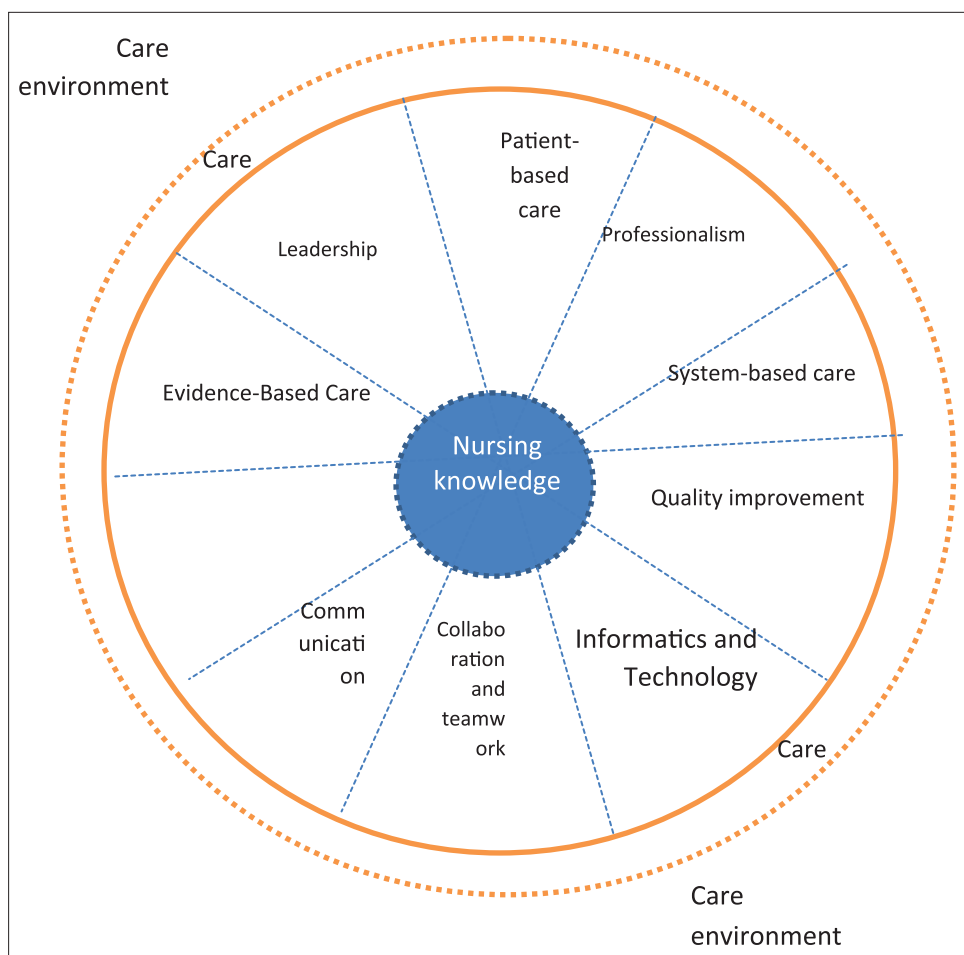 Care
environment
Care
Patient-
based
care
Leadership
Professionalism
Evidence-Based Care
System-based care
Nursing
knowledge
Quality improvement
Comm
unicati
on
Collabo
ration
and
teamw
ork
Informatics and
Technology
Care
Care
environment